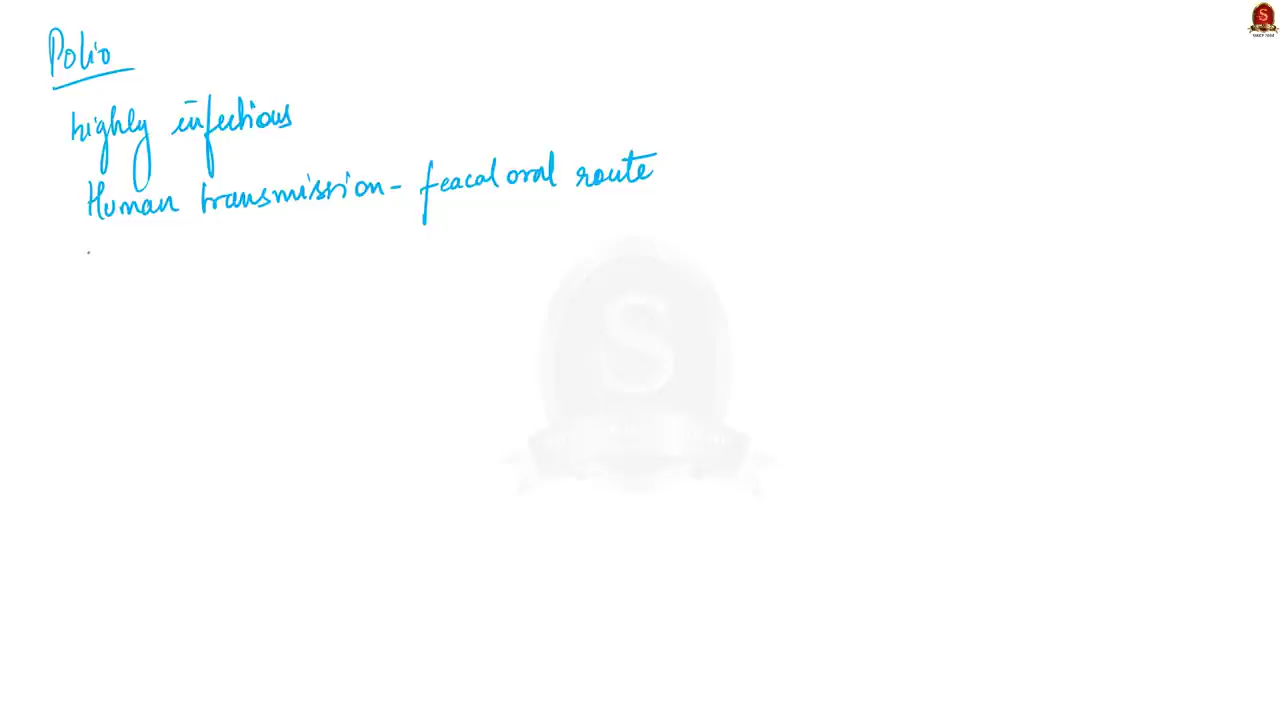 Polio
highly infectious
Human transmission - feacal oral route
S